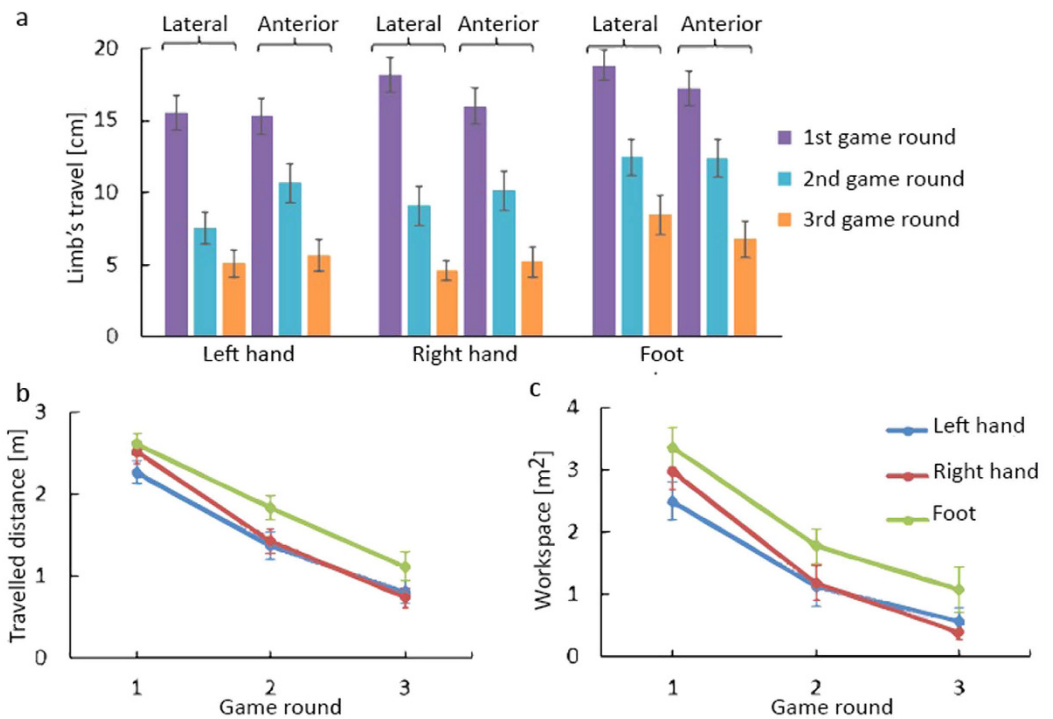 a
Lateral Anterior Lateral Anterior Lateral Anterior
Limb's travel [cm]
20
15
10
5
0
Left hand Right hand Foot
1st game round
2nd game round
3rd game round
b
Travelled distance [m]
3
2
1
0
1 2 3
Game round
c
Workspace [m²]
4
3
2
1
0
1 2 3
Game round
Left hand
Right hand
Foot